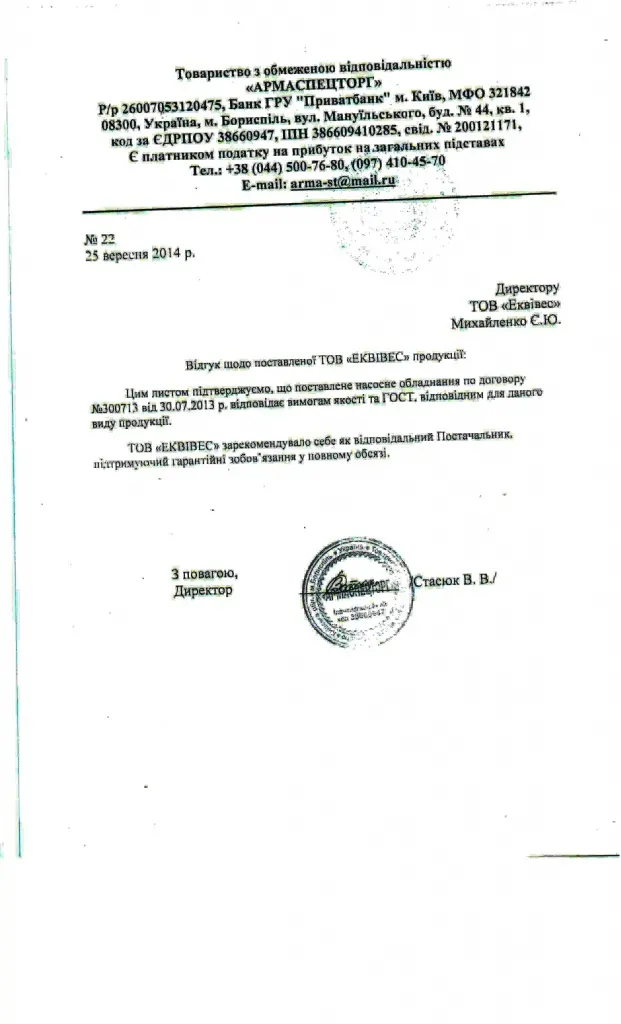 Товариство з обмеженою відповідальністю
«АРМАСПЕЦТОРГ»
Р/р 26007053120475, Банк ГРУ "Приватбанк" м. Київ, МФО 321842
08300, Україна, м. Бориспіль, вул. Мануїльського, буд. № 44, кв. 1,
код за ЄДРПОУ 38660947, ІПН 386609410285, свід. № 200121171,
Є платником податку на прибуток на загальних підставах
Тел.: +38 (044) 500-76-80, (097) 410-45-70
E-mail: arma-st@mail.ru
№ 22
25 вересня 2014 р.
Директору
ТОВ «Еквівес»
Михайленко Є.Ю.
Відгук щодо поставленої ТОВ «ЕКВІВЕС» продукції:
Цим листом підтверджуємо, що поставлене насосне обладнання по договору
№300713 від 30.07.2013 р. відповідає вимогам якості та ГОСТ, відповідним для даного
виду продукції.
ТОВ «ЕКВІВЕС» зарекомендувало себе як відповідальний Постачальник,
підтримуючий гарантійні зобов'язання у повному обсязі.
З повагою,
Директор
/Стасюк В. В./